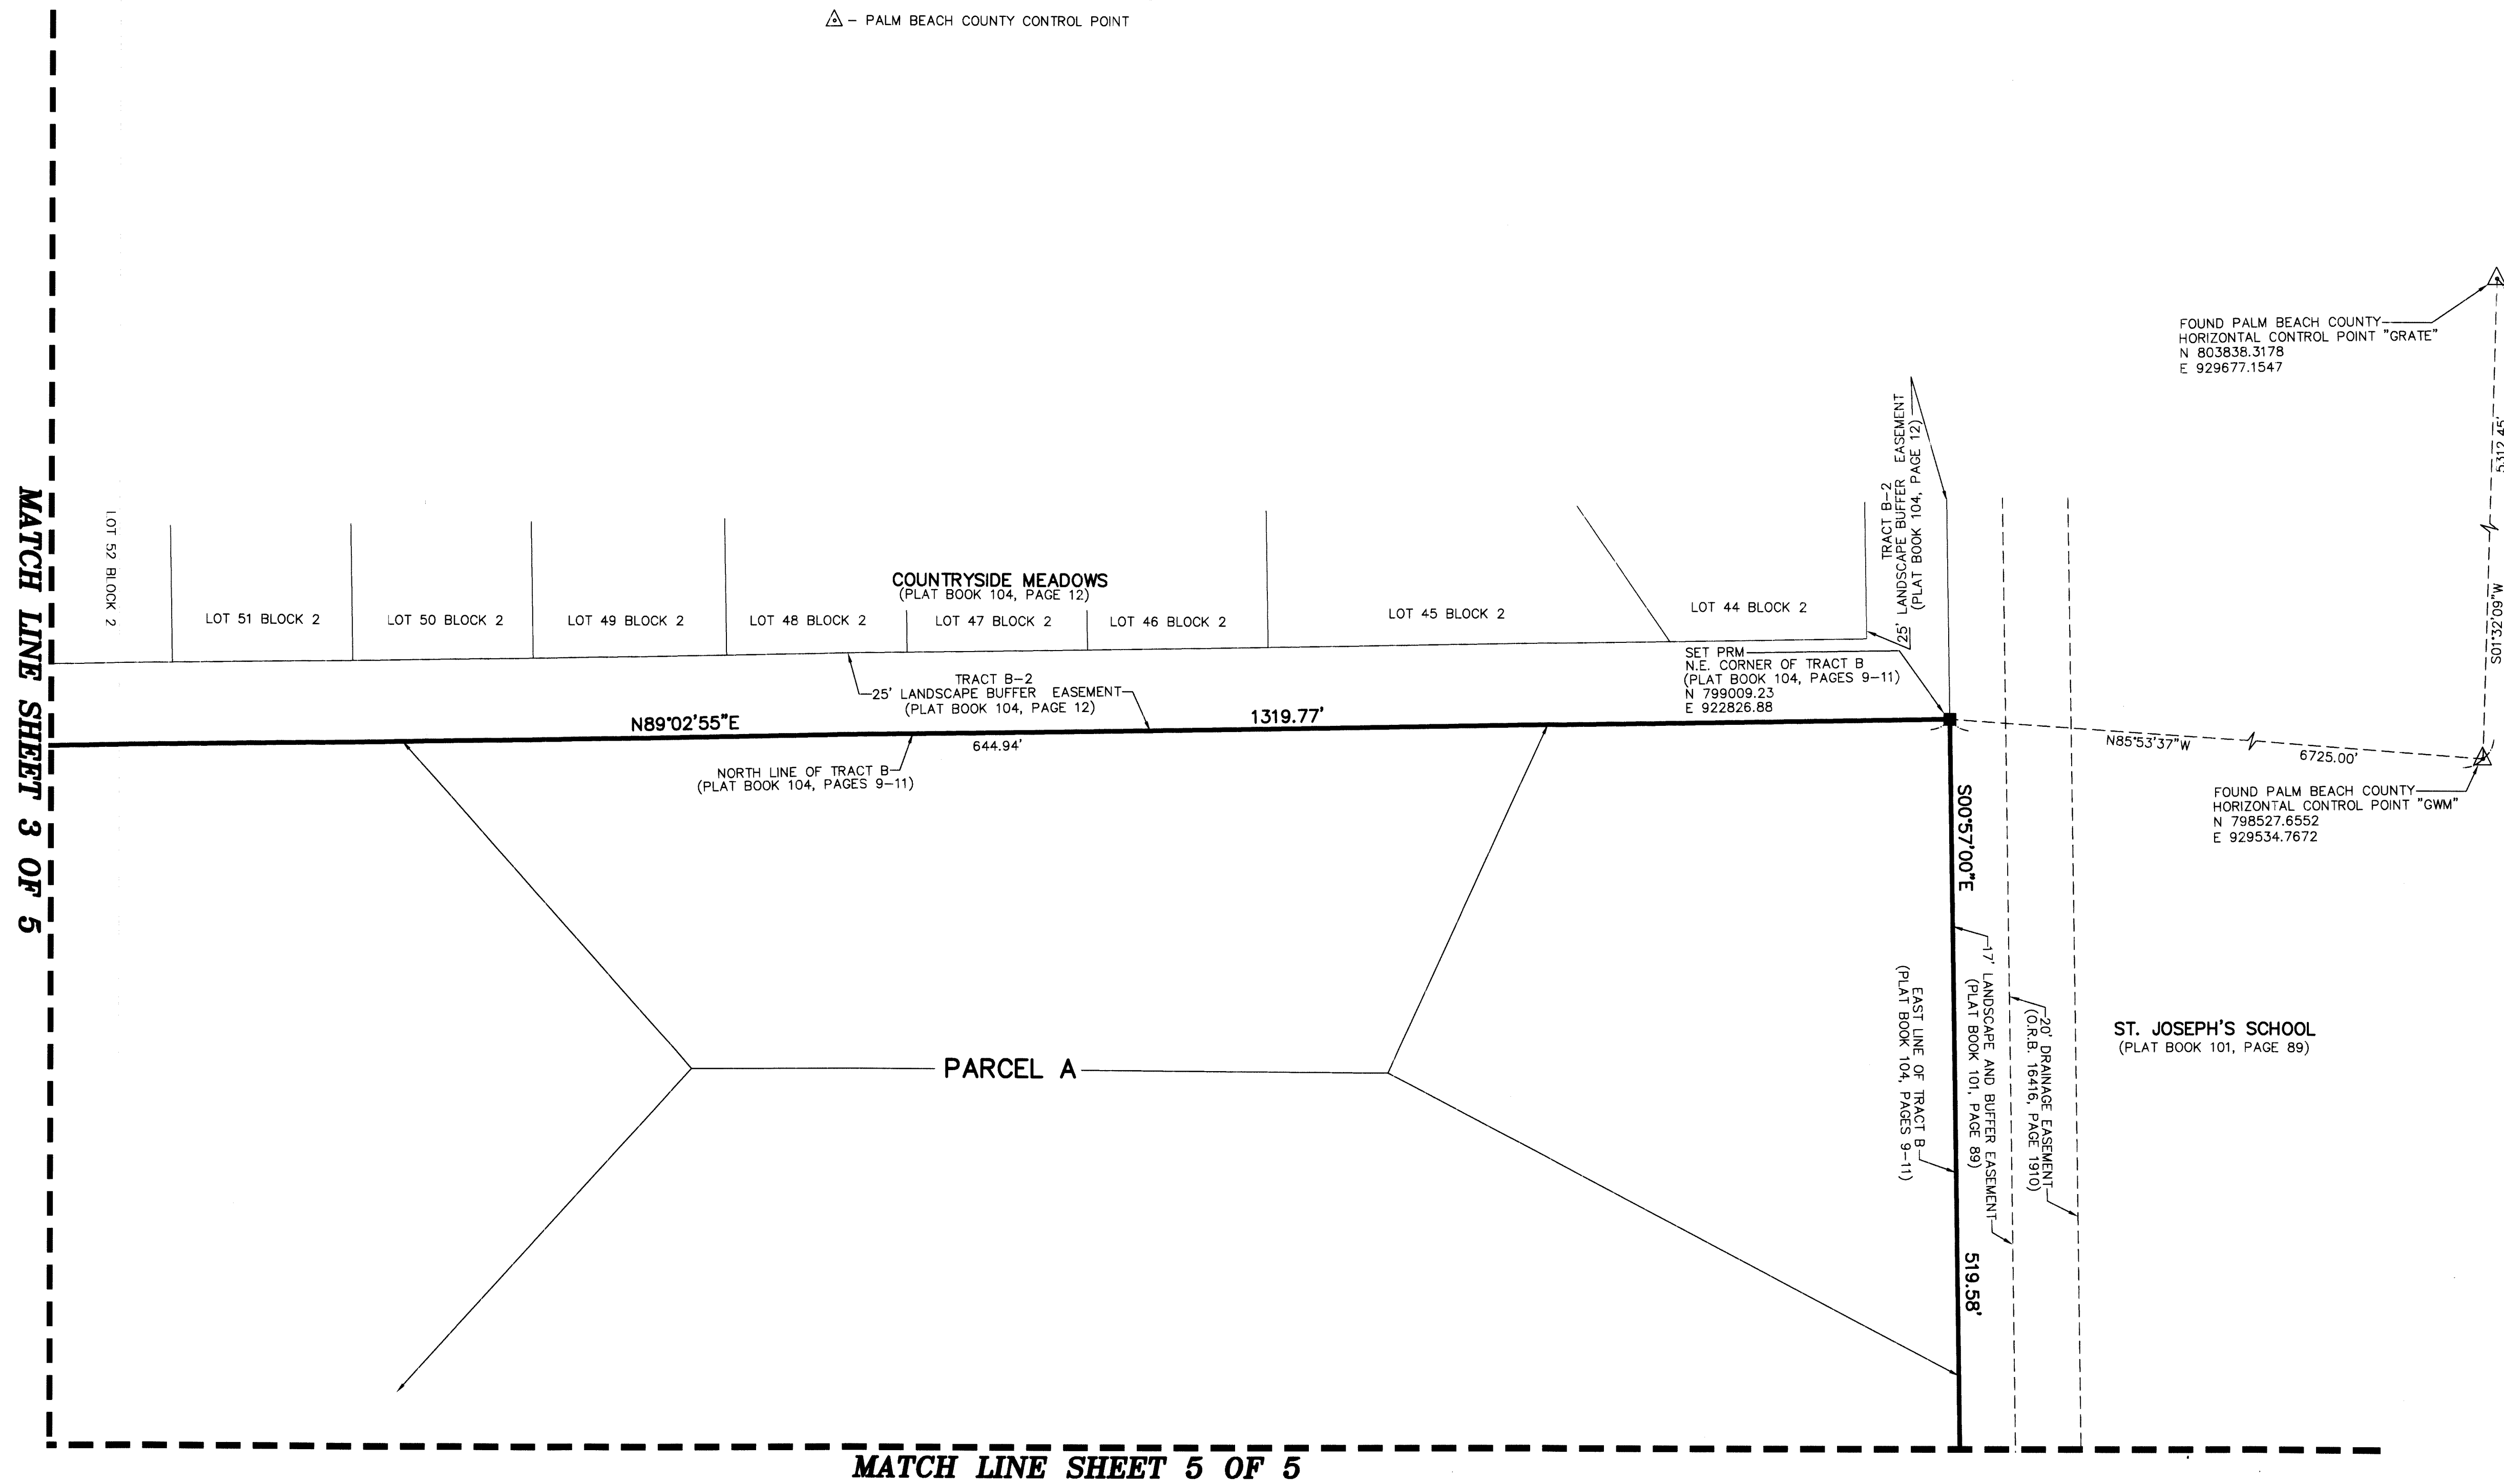 – PALM BEACH COUNTY CONTROL POINT
FOUND PALM BEACH COUNTY
HORIZONTAL CONTROL POINT "GRATE"
N 803838.3178
E 929677.1547
5312.45'
S01°32'09"W
MATCH LINE SHEET 3 OF 5
LOT 52 BLOCK 2
LOT 51 BLOCK 2
LOT 50 BLOCK 2
LOT 49 BLOCK 2
LOT 48 BLOCK 2
COUNTRYSIDE MEADOWS
(PLAT BOOK 104, PAGE 12)
LOT 47 BLOCK 2
LOT 46 BLOCK 2
LOT 45 BLOCK 2
LOT 44 BLOCK 2
TRACT B-2
25' LANDSCAPE BUFFER EASEMENT
(PLAT BOOK 104, PAGE 12)
SET PRM
N.E. CORNER OF TRACT B
(PLAT BOOK 104, PAGES 9-11)
N 799009.23
E 922826.88
TRACT B-2
25' LANDSCAPE BUFFER EASEMENT
(PLAT BOOK 104, PAGE 12)
N89°02'55"E
1319.77'
644.94'
NORTH LINE OF TRACT B
(PLAT BOOK 104, PAGES 9-11)
N85°53'37"W
6725.00'
FOUND PALM BEACH COUNTY
HORIZONTAL CONTROL POINT "GWM"
N 798527.6552
E 929534.7672
S00°57'00"E
17' LANDSCAPE AND BUFFER EASEMENT
(PLAT BOOK 101, PAGE 89)
EAST LINE OF TRACT B
(PLAT BOOK 104, PAGES 9-11)
20' DRAINAGE EASEMENT
(O.R.B. 16416, PAGE 1910)
ST. JOSEPH'S SCHOOL
(PLAT BOOK 101, PAGE 89)
PARCEL A
519.58'
MATCH LINE SHEET 5 OF 5